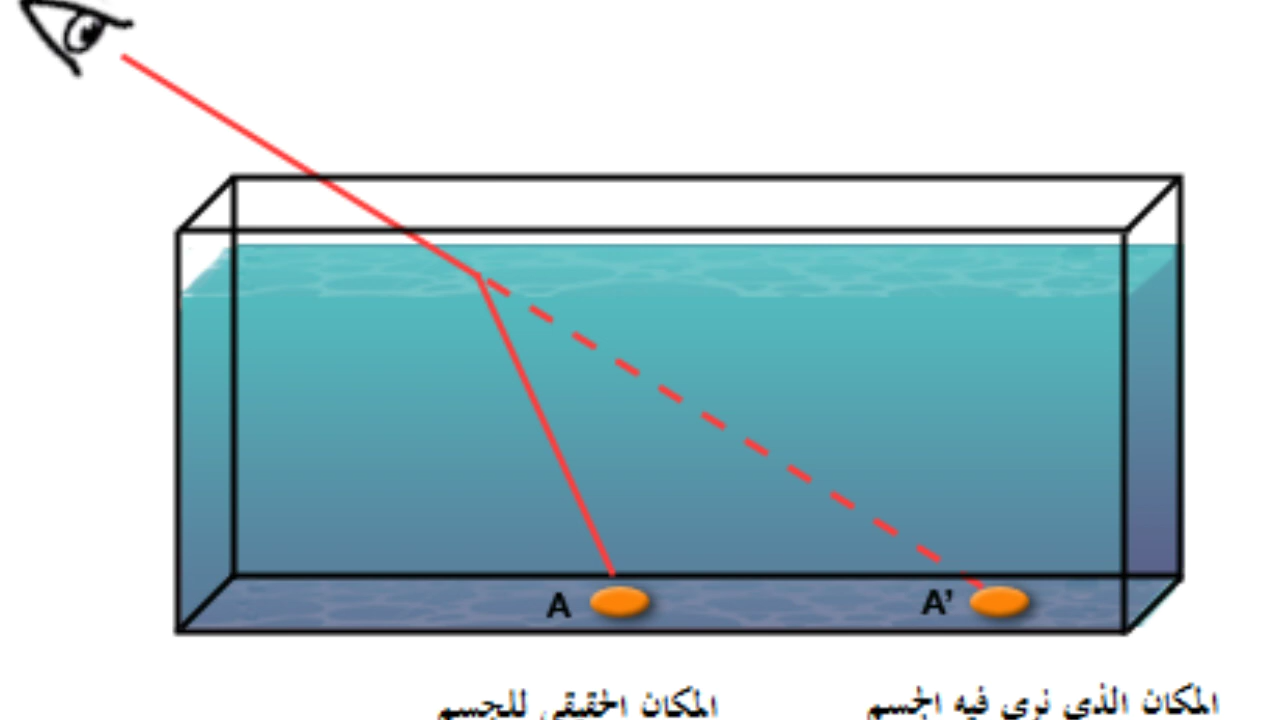 A
A’
المكان الذي نرى فيه الجسم
المكان الحقيقي للجسم